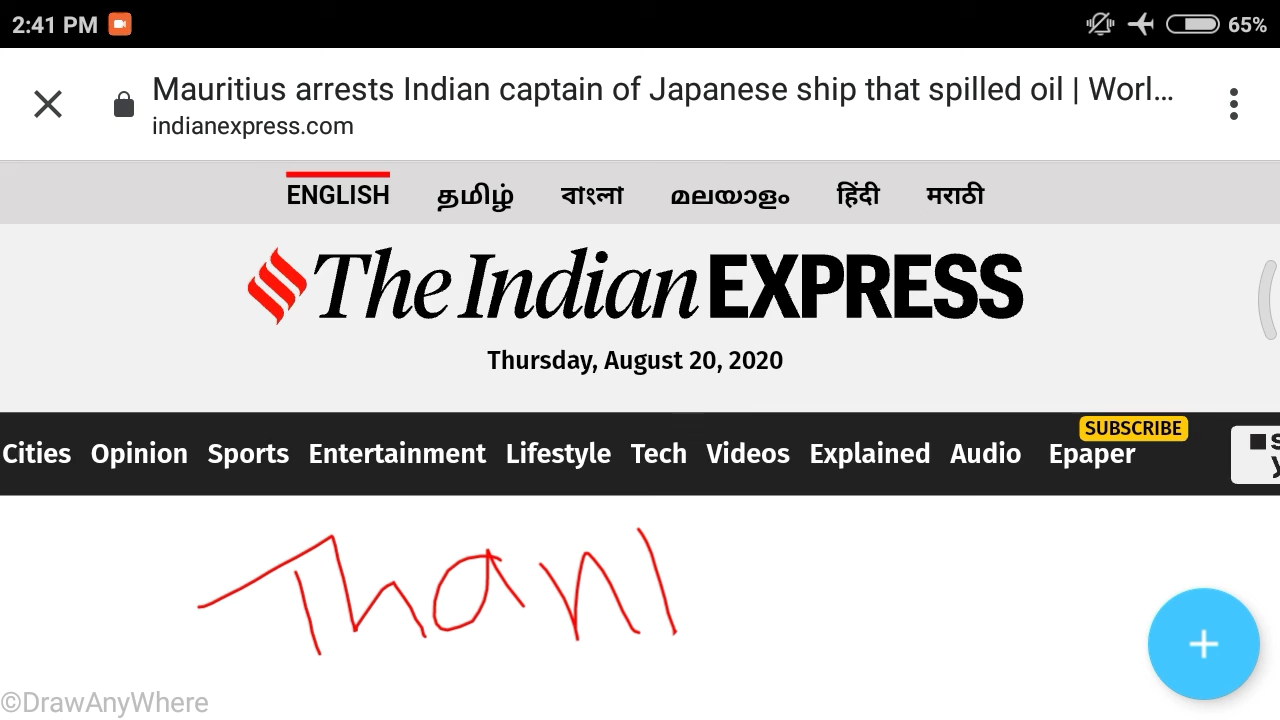 2:41 PM 65%
Mauritius arrests Indian captain of Japanese ship that spilled oil | Worl...
indianexpress.com
ENGLISH தமிழ் বাংলা മലയാളം हिंदी मराठी
The Indian EXPRESS
Thursday, August 20, 2020
SUBSCRIBE
Cities Opinion Sports Entertainment Lifestyle Tech Videos Explained Audio Epaper
Than
©DrawAnyWhere